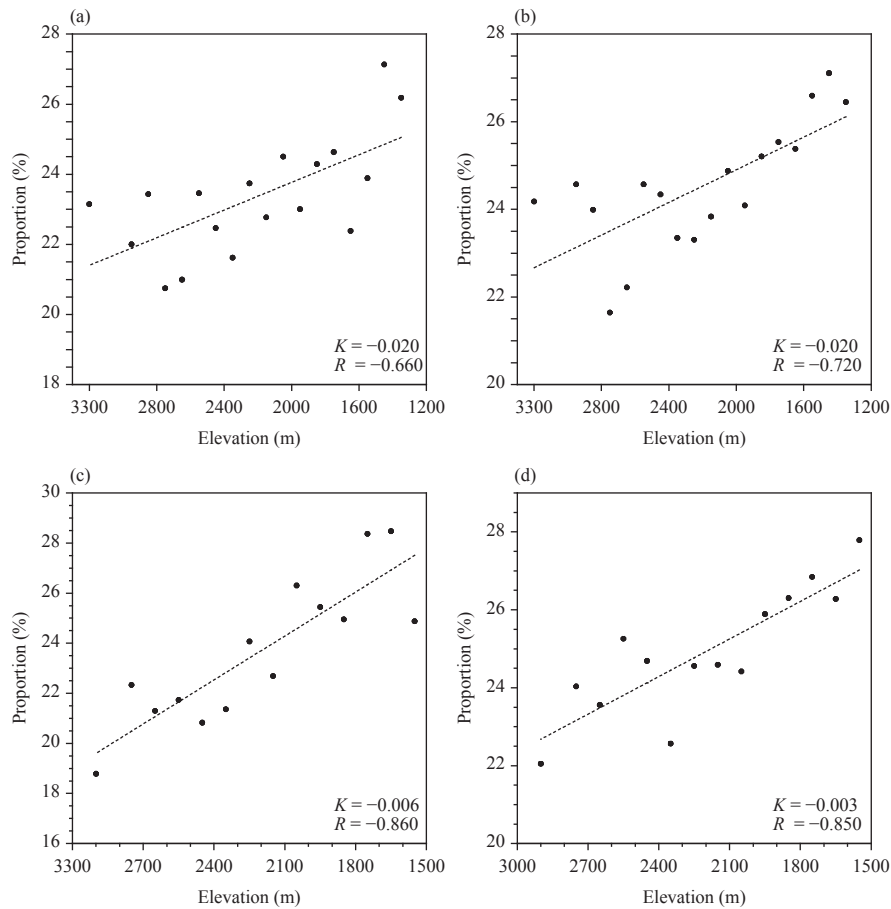 (a)
28
26
24
22
20
18
Proportion (%)
K = −0.020
R = −0.660
3300 2800 2400 2000 1600 1200
Elevation (m)
(b)
28
26
24
22
20
Proportion (%)
K = −0.020
R = −0.720
3300 2800 2400 2000 1600 1200
Elevation (m)
(c)
30
28
26
24
22
20
18
16
Proportion (%)
K = −0.006
R = −0.860
3300 2700 2400 2100 1800 1500
Elevation (m)
(d)
28
26
24
22
20
Proportion (%)
K = −0.003
R = −0.850
3000 2700 2400 2100 1800 1500
Elevation (m)